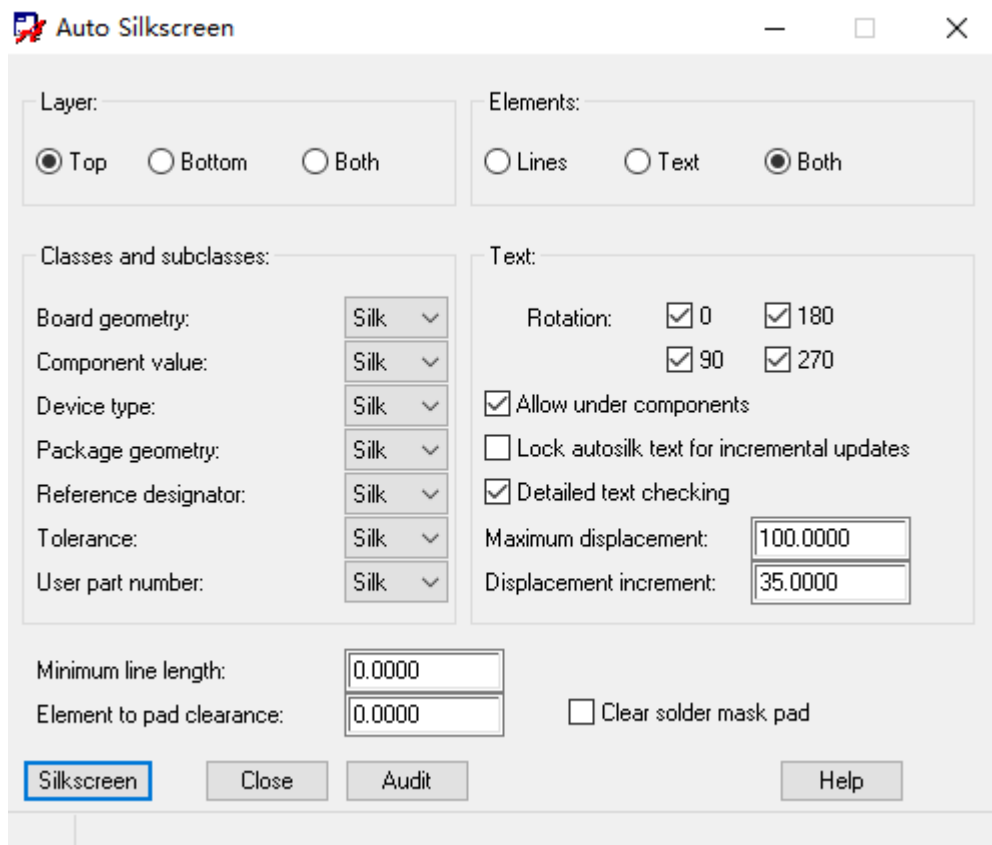 Auto Silkscreen
Layer:
Top Bottom Both
Elements:
Lines Text Both
Classes and subclasses:
Board geometry: Silk
Component value: Silk
Device type: Silk
Package geometry: Silk
Reference designator: Silk
Tolerance: Silk
User part number: Silk
Text:
Rotation: 0 180
90 270
Allow under components
Lock autosilk text for incremental updates
Detailed text checking
Maximum displacement: 100.0000
Displacement increment: 35.0000
Minimum line length: 0.0000
Element to pad clearance: 0.0000 Clear solder mask pad
Silkscreen Close Audit Help